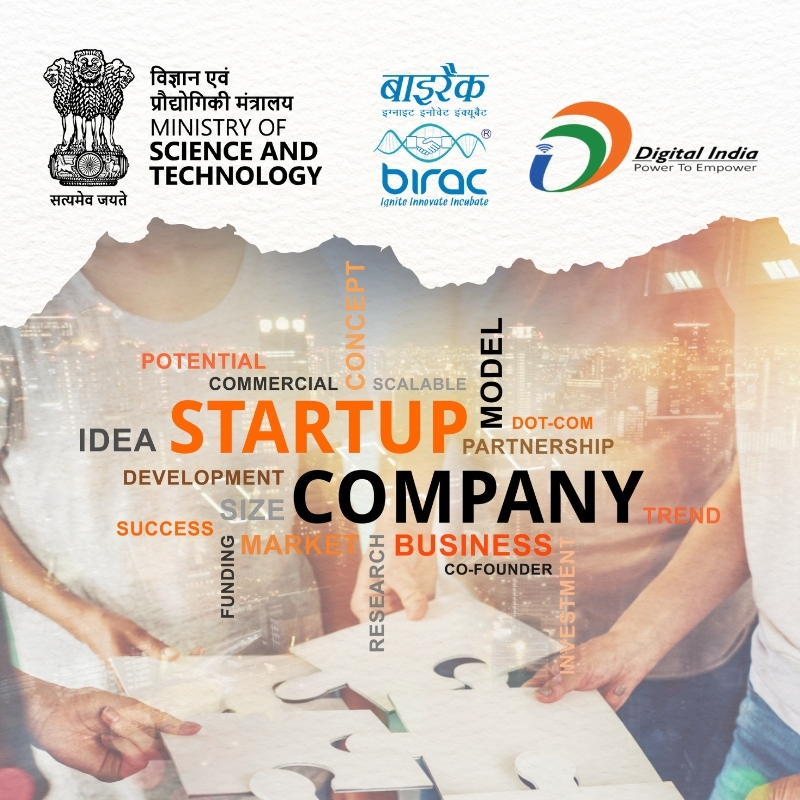 विज्ञान एवं
प्रौद्योगिकी मंत्रालय
MINISTRY OF
SCIENCE AND
TECHNOLOGY
सत्यमेव जयते
बाइरैक
इग्नाइट इनोवेट इंक्यूबैट
®
birac
Ignite Innovate Incubate
Digital India
Power To Empower
CONCEPT
MODEL
POTENTIAL
COMMERCIAL
SCALABLE
STARTUP
DOT-COM
IDEA
PARTNERSHIP
DEVELOPMENT
COMPANY
SIZE
TREND
SUCCESS
FUNDING
MARKET
RESEARCH
BUSINESS
CO-FOUNDER
INVESTMENT